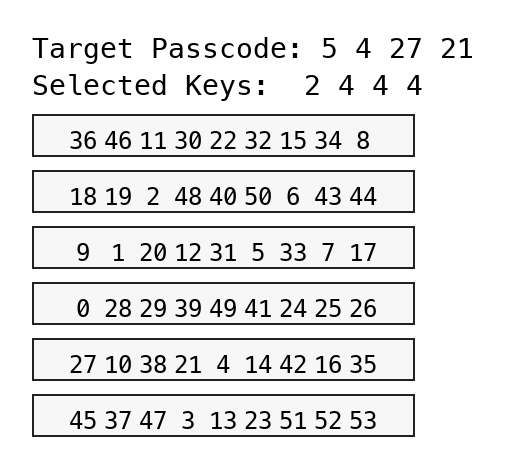 Target Passcode: 5 4 27 21
Selected Keys: 2 4 4 4
36 46 11 30 22 32 15 34 8
18 19 2 48 40 50 6 43 44
9 1 20 12 31 5 33 7 17
0 28 29 39 49 41 24 25 26
27 10 38 21 4 14 42 16 35
45 37 47 3 13 23 51 52 53